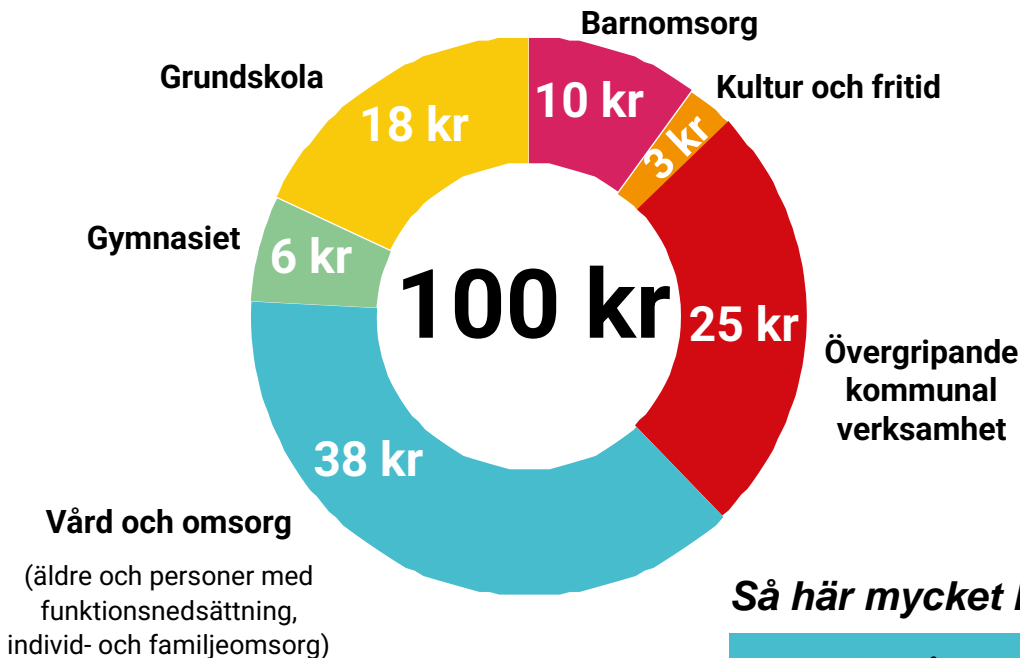 Barnomsorg
10 kr
Kultur och fritid
3 kr
Grundskola
18 kr
Gymnasiet
6 kr
100 kr
25 kr
Övergripande
kommunal
verksamhet
38 kr
Vård och omsorg
(äldre och personer med
funktionsnedsättning,
individ- och familjeomsorg)
Så här mycket